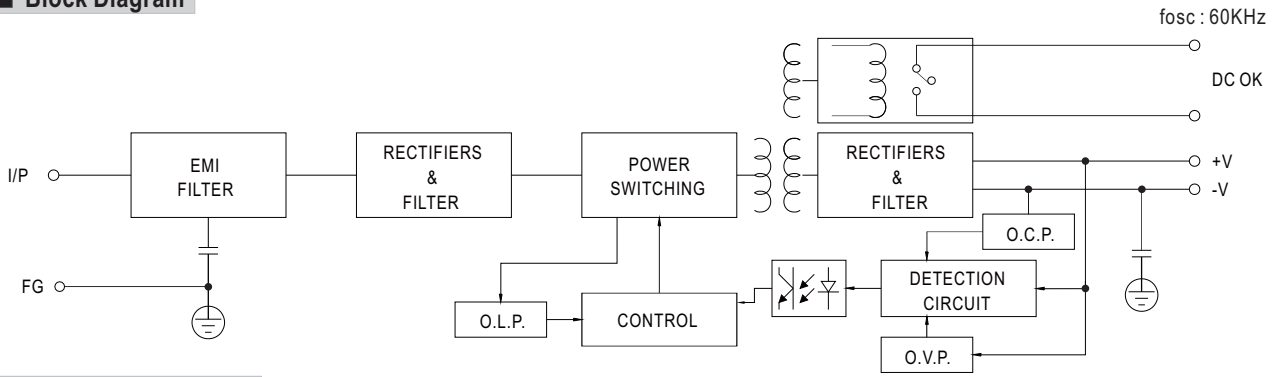 Block Diagram
fosc : 60KHz
DC OK
I/P
EMI
FILTER
RECTIFIERS
&
FILTER
POWER
SWITCHING
RECTIFIERS
&
FILTER
+V
-V
O.C.P.
FG
O.L.P.
CONTROL
DETECTION
CIRCUIT
O.V.P.